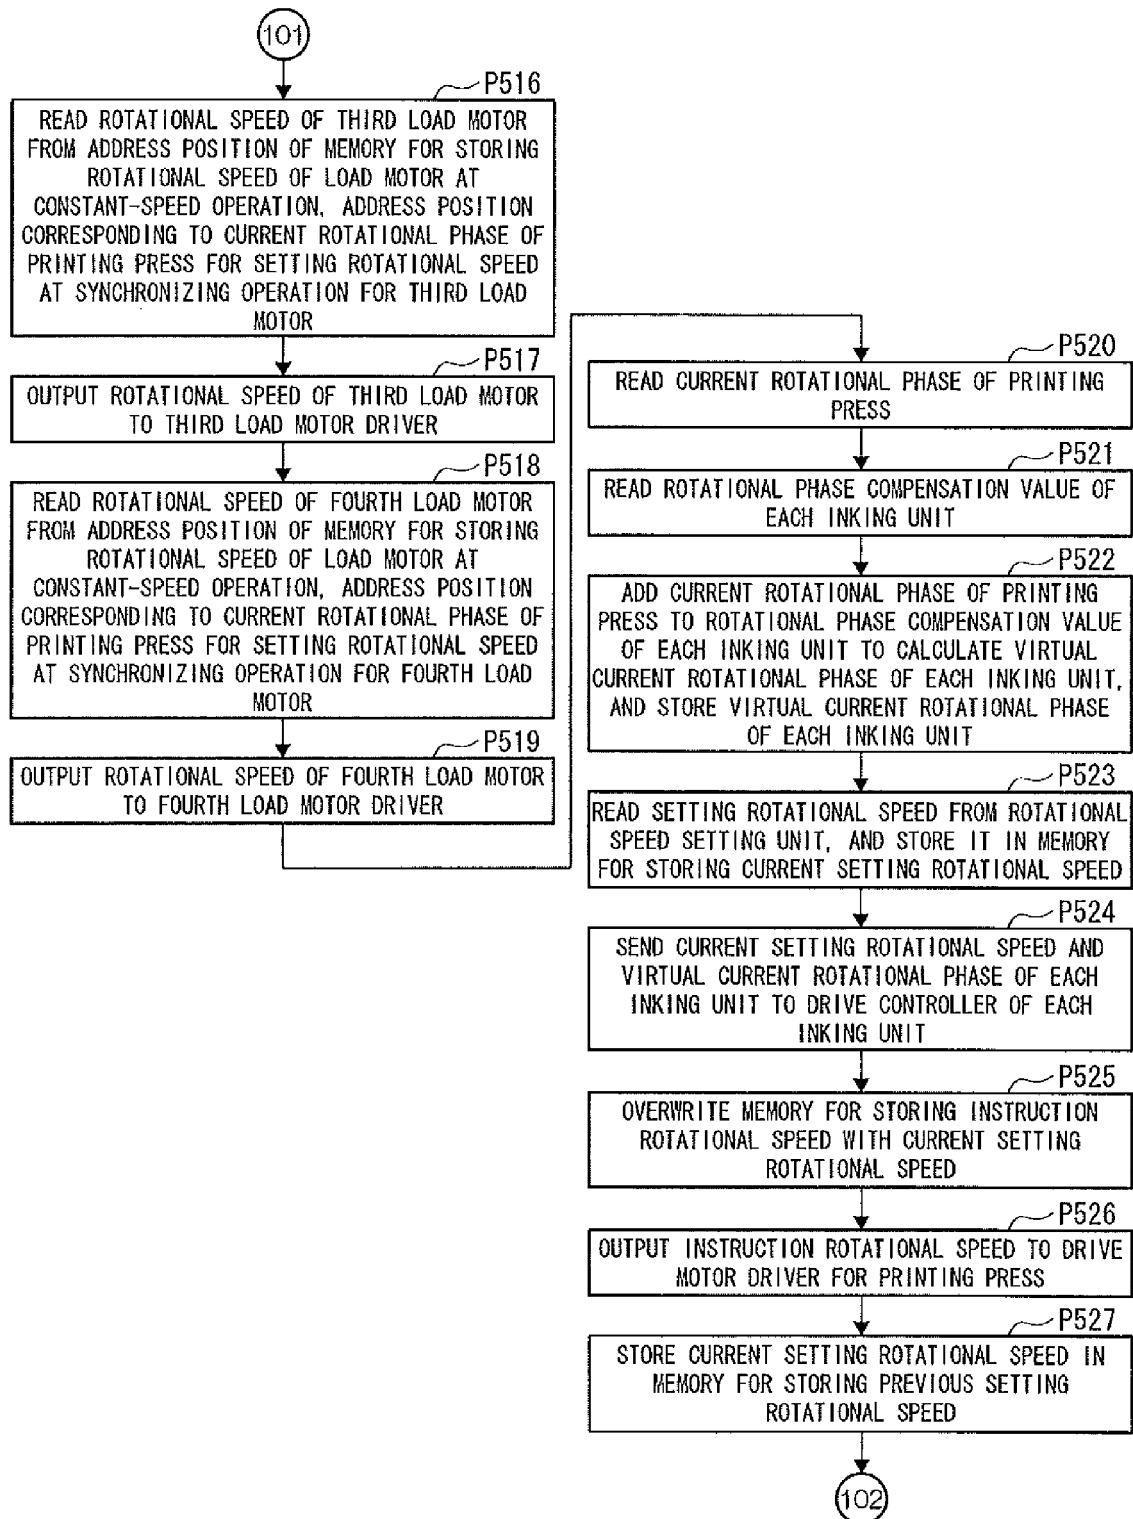 101
P516
READ ROTATIONAL SPEED OF THIRD LOAD MOTOR
FROM ADDRESS POSITION OF MEMORY FOR STORING
ROTATIONAL SPEED OF LOAD MOTOR AT
CONSTANT-SPEED OPERATION, ADDRESS POSITION
CORRESPONDING TO CURRENT ROTATIONAL PHASE OF
PRINTING PRESS FOR SETTING ROTATIONAL SPEED
AT SYNCHRONIZING OPERATION FOR THIRD LOAD
MOTOR
P517
OUTPUT ROTATIONAL SPEED OF THIRD LOAD MOTOR
TO THIRD LOAD MOTOR DRIVER
P518
READ ROTATIONAL SPEED OF FOURTH LOAD MOTOR
FROM ADDRESS POSITION OF MEMORY FOR STORING
ROTATIONAL SPEED OF LOAD MOTOR AT
CONSTANT-SPEED OPERATION, ADDRESS POSITION
CORRESPONDING TO CURRENT ROTATIONAL PHASE OF
PRINTING PRESS FOR SETTING ROTATIONAL SPEED
AT SYNCHRONIZING OPERATION FOR FOURTH LOAD
MOTOR
P519
OUTPUT ROTATIONAL SPEED OF FOURTH LOAD MOTOR
TO FOURTH LOAD MOTOR DRIVER
P520
READ CURRENT ROTATIONAL PHASE OF PRINTING
PRESS
P521
READ ROTATIONAL PHASE COMPENSATION VALUE OF
EACH INKING UNIT
P522
ADD CURRENT ROTATIONAL PHASE OF PRINTING
PRESS TO ROTATIONAL PHASE COMPENSATION VALUE
OF EACH INKING UNIT TO CALCULATE VIRTUAL
CURRENT ROTATIONAL PHASE OF EACH INKING UNIT,
AND STORE VIRTUAL CURRENT ROTATIONAL PHASE
OF EACH INKING UNIT
P523
READ SETTING ROTATIONAL SPEED FROM ROTATIONAL
SPEED SETTING UNIT, AND STORE IT IN MEMORY
FOR STORING CURRENT SETTING ROTATIONAL SPEED
P524
SEND CURRENT SETTING ROTATIONAL SPEED AND
VIRTUAL CURRENT ROTATIONAL PHASE OF EACH
INKING UNIT TO DRIVE CONTROLLER OF EACH
INKING UNIT
P525
OVERWRITE MEMORY FOR STORING INSTRUCTION
ROTATIONAL SPEED WITH CURRENT SETTING
ROTATIONAL SPEED
P526
OUTPUT INSTRUCTION ROTATIONAL SPEED TO DRIVE
MOTOR DRIVER FOR PRINTING PRESS
P527
STORE CURRENT SETTING ROTATIONAL SPEED IN
MEMORY FOR STORING PREVIOUS SETTING
ROTATIONAL SPEED
102